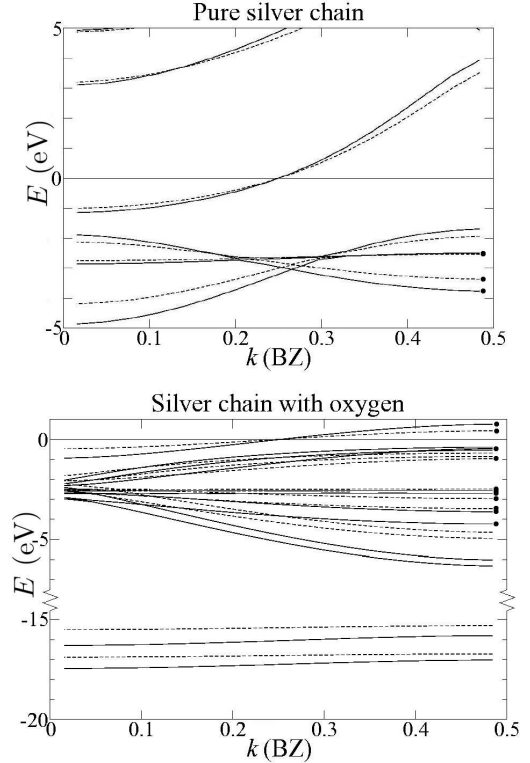 Pure silver chain
5
0
-5
E (eV)
0 0.1 0.2 0.3 0.4 0.5
k (BZ)
Silver chain with oxygen
0
-5
-15
-20
E (eV)
0 0.1 0.2 0.3 0.4 0.5
k (BZ)